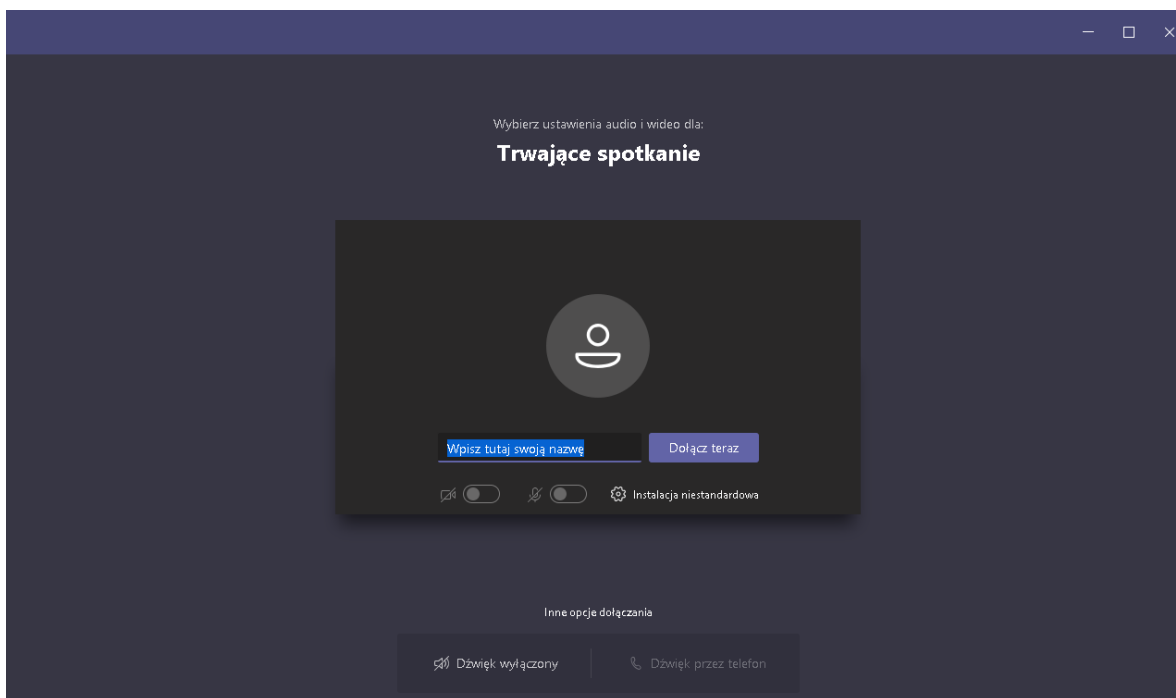 Wybierz ustawienia audio i wideo dla:
Trwające spotkanie
Wpisz tutaj swoją nazwę
Dołącz teraz
Instalacja niestandardowa
Inne opcje dołączania
Dźwięk wyłączony
Dźwięk przez telefon